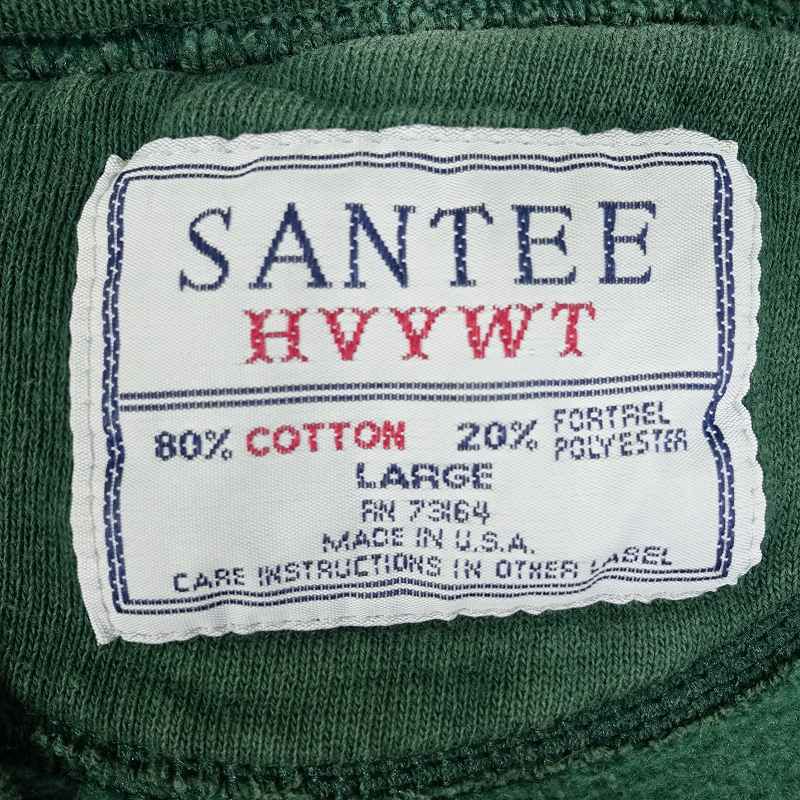 SANTEE
HVYWT
80% COTTON 20% FORTREL POLYESTER
LARGE
RN 73164
MADE IN U.S.A.
CARE INSTRUCTIONS IN OTHER LABEL